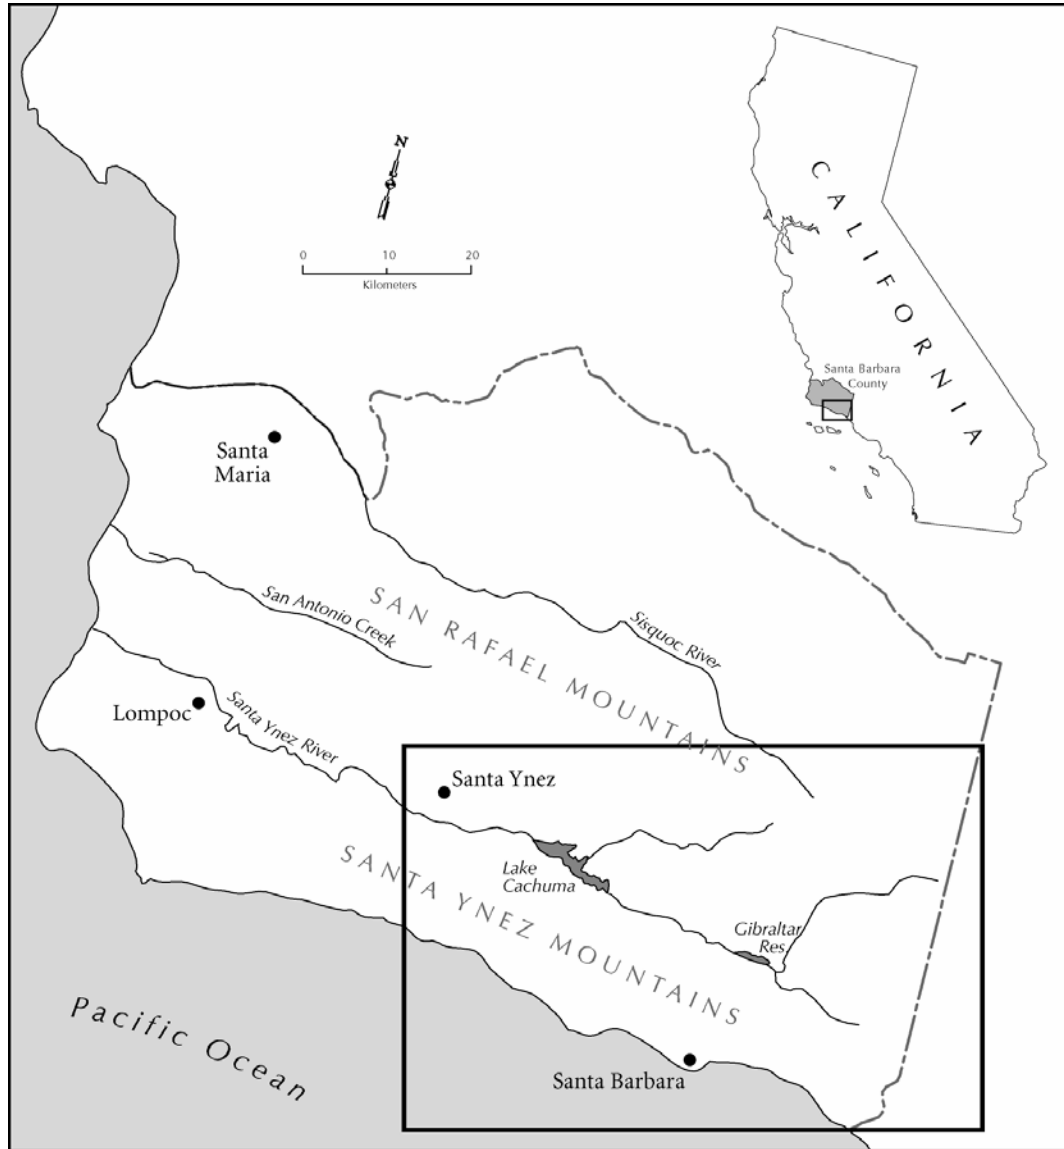 N
0 10 20
Kilometers
CALIFORNIA
Santa Barbara
County
Santa
Maria
San Antonio Creek
SAN RAFAEL MOUNTAINS
Sisquoc River
Lompoc
Santa Ynez River
Santa Ynez
SANTA YNEZ MOUNTAINS
Lake
Cachuma
Gibraltar
Res.
Pacific Ocean
Santa Barbara